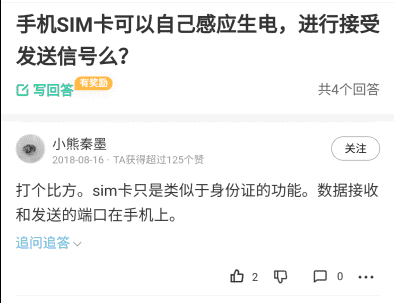 手机SIM卡可以自己感应生电，进行接受
发送信号么？
写回答
有奖励
共4个回答
小熊秦墨
2018-08-16 · TA获得超过125个赞
关注
打个比方。sim卡只是类似于身份证的功能。数据接收
和发送的端口在手机上。
追问追答
2
0